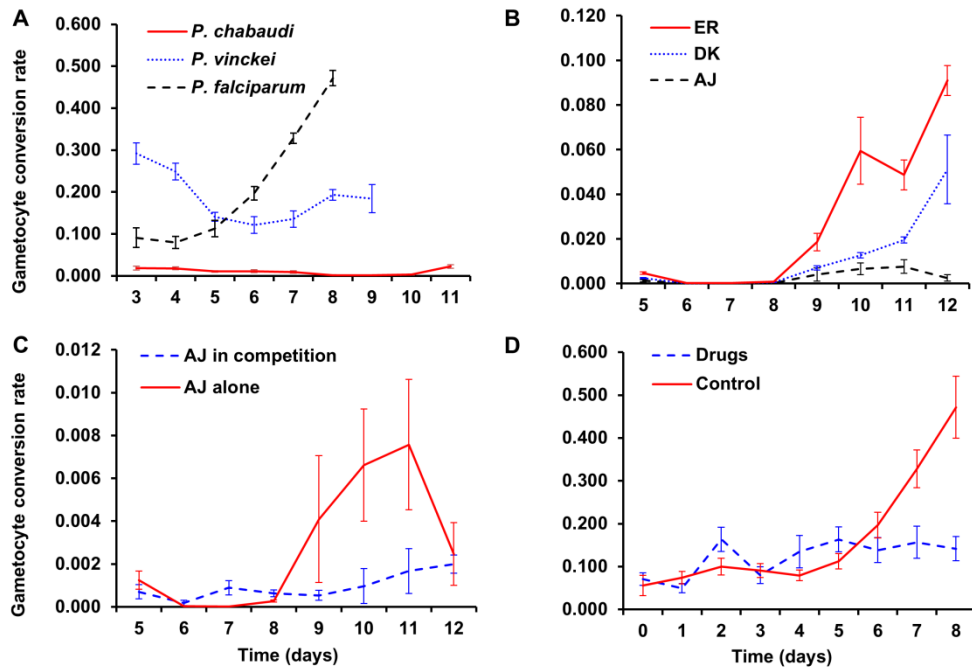 A
Gametocyte conversion rate
0.600
0.500
0.400
0.300
0.200
0.100
0.000
P. chabaudi
P. vinckei
P. falciparum
3 4 5 6 7 8 9 10 11
B
0.120
0.100
0.080
0.060
0.040
0.020
0.000
ER
DK
AJ
5 6 7 8 9 10 11 12
C
Gametocyte conversion rate
0.012
0.010
0.008
0.006
0.004
0.002
0.000
AJ in competition
AJ alone
5 6 7 8 9 10 11 12
Time (days)
D
0.600
0.500
0.400
0.300
0.200
0.100
0.000
Drugs
Control
0 1 2 3 4 5 6 7 8
Time (days)